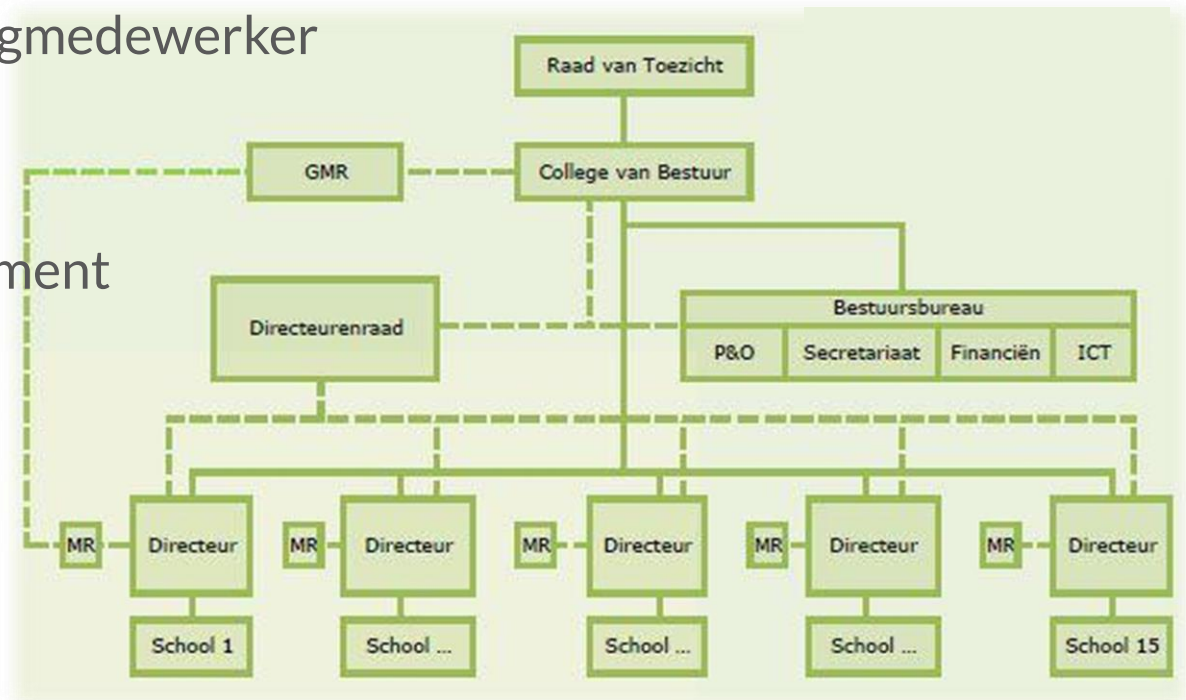 gmedewerker
Raad van Toezicht
GMR
College van Bestuur
ment
Directeurenraad
Bestuursbureau
P&O
Secretariaat
Financiën
ICT
MR
Directeur
MR
Directeur
MR
Directeur
MR
Directeur
MR
Directeur
School 1
School ...
School ...
School ...
School 15